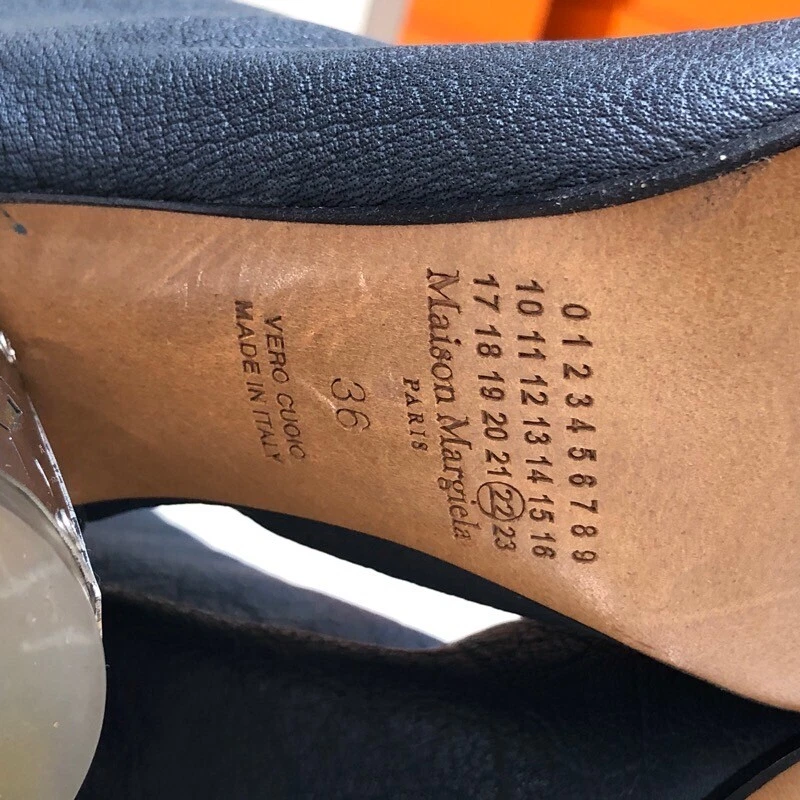 0 1 2 3 4 5 6 7 8 9
10 11 12 13 14 15 16
17 18 19 20 21 22 23
Maison Margiela
PARIS
36
VERO CUOIO
MADE IN ITALY